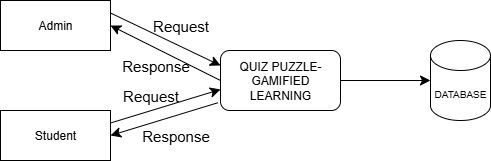 Admin
Request
Response
QUIZ PUZZLE-
GAMIFIED
LEARNING
DATABASE
Request
Student
Response